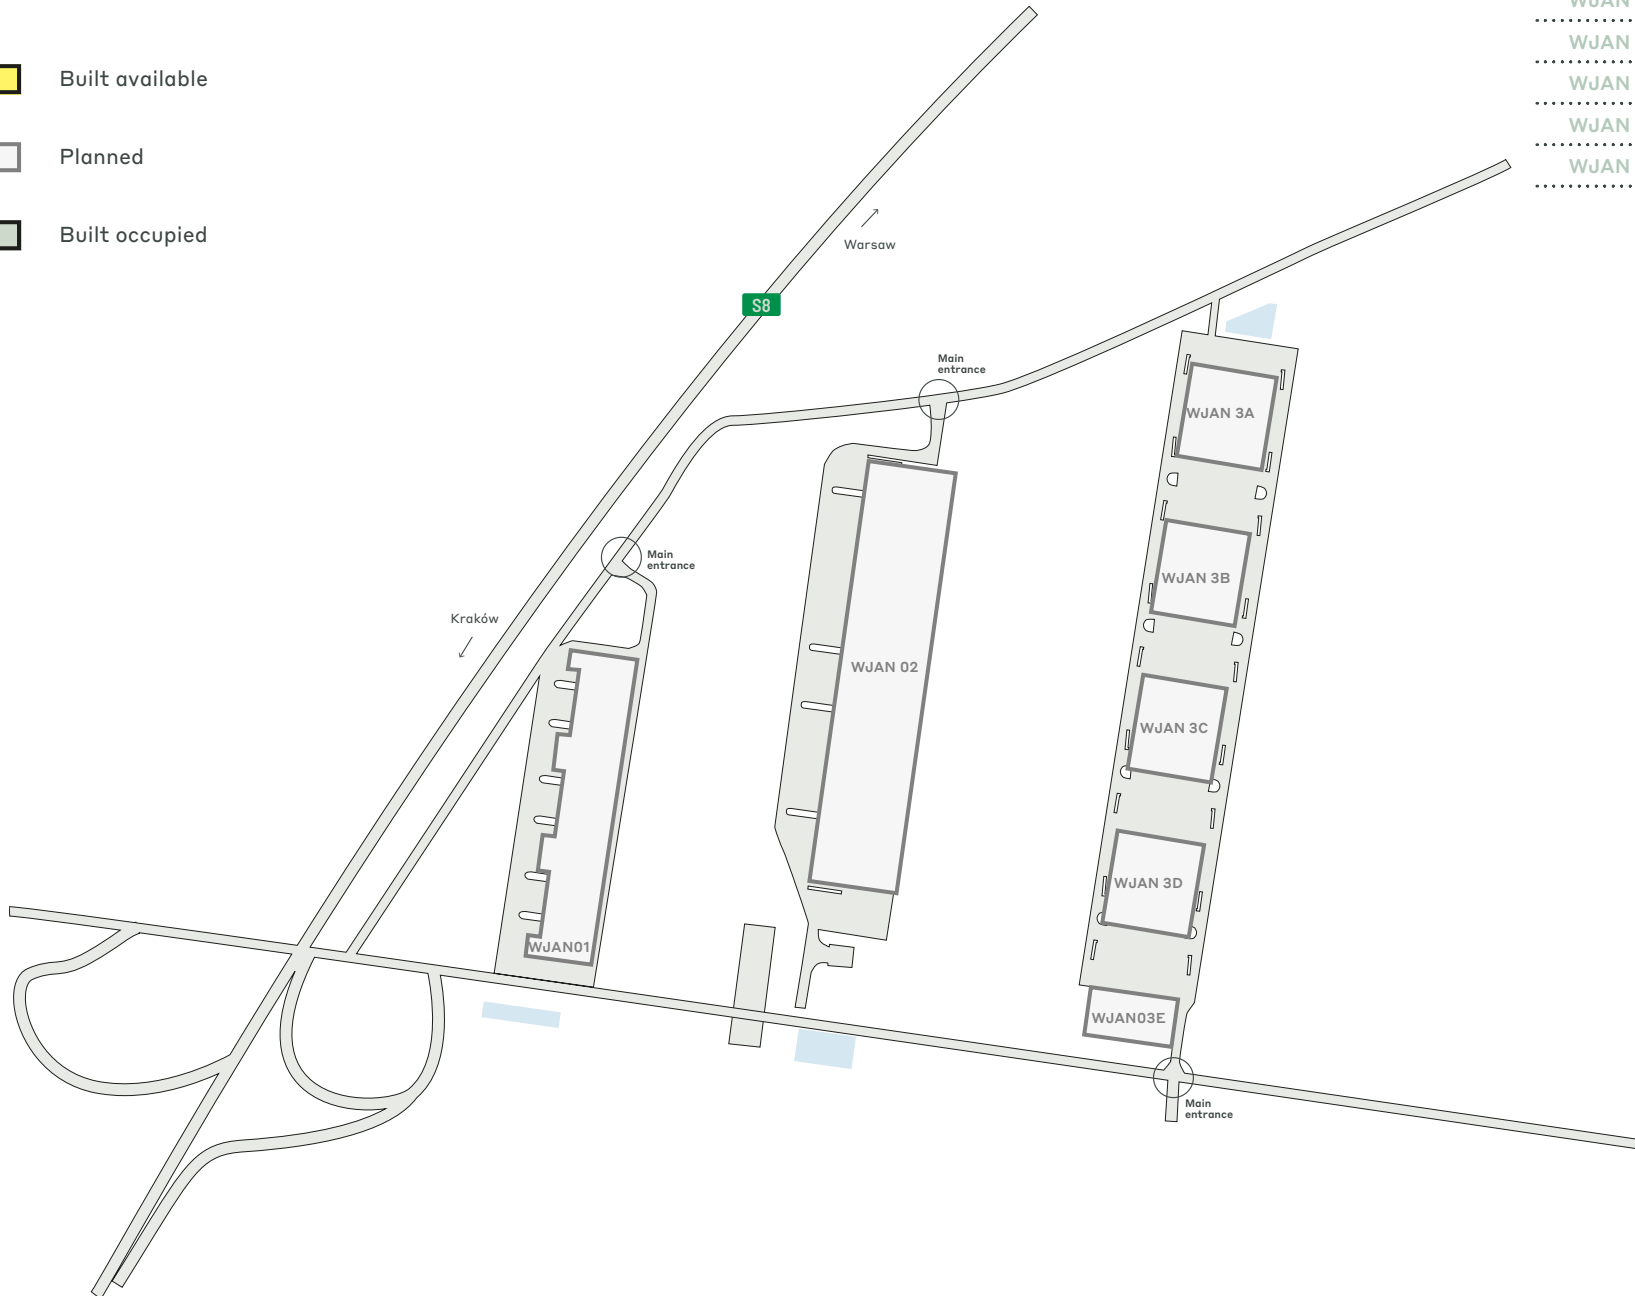 WJAN
WJAN
WJAN
WJAN
WJAN
Built available
Planned
Built occupied
Warsaw
S8
Main
entrance
WJAN 3A
Main
entrance
WJAN 3B
Kraków
WJAN 02
WJAN 3C
WJAN 3D
WJAN01
WJAN03E
Main
entrance